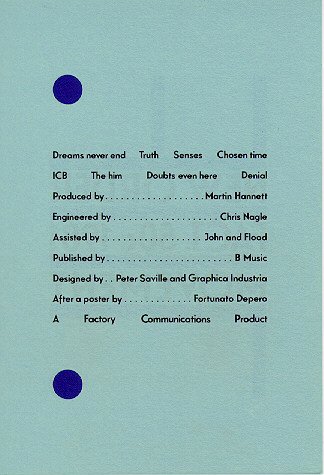 Dreams never end Truth Senses Chosen time
ICB The him Doubts even here Denial
Produced by . . . . . . . . . . . . . . . . . . . Martin Hannett
Engineered by . . . . . . . . . . . . . . . . . . . . Chris Nagle
Assisted by . . . . . . . . . . . . . . . . . . . John and Flood
Published by . . . . . . . . . . . . . . . . . . . . . . . . B Music
Designed by . . Peter Saville and Graphica Industria
After a poster by . . . . . . . . . . . . . Fortunato Depero
A Factory Communications Product